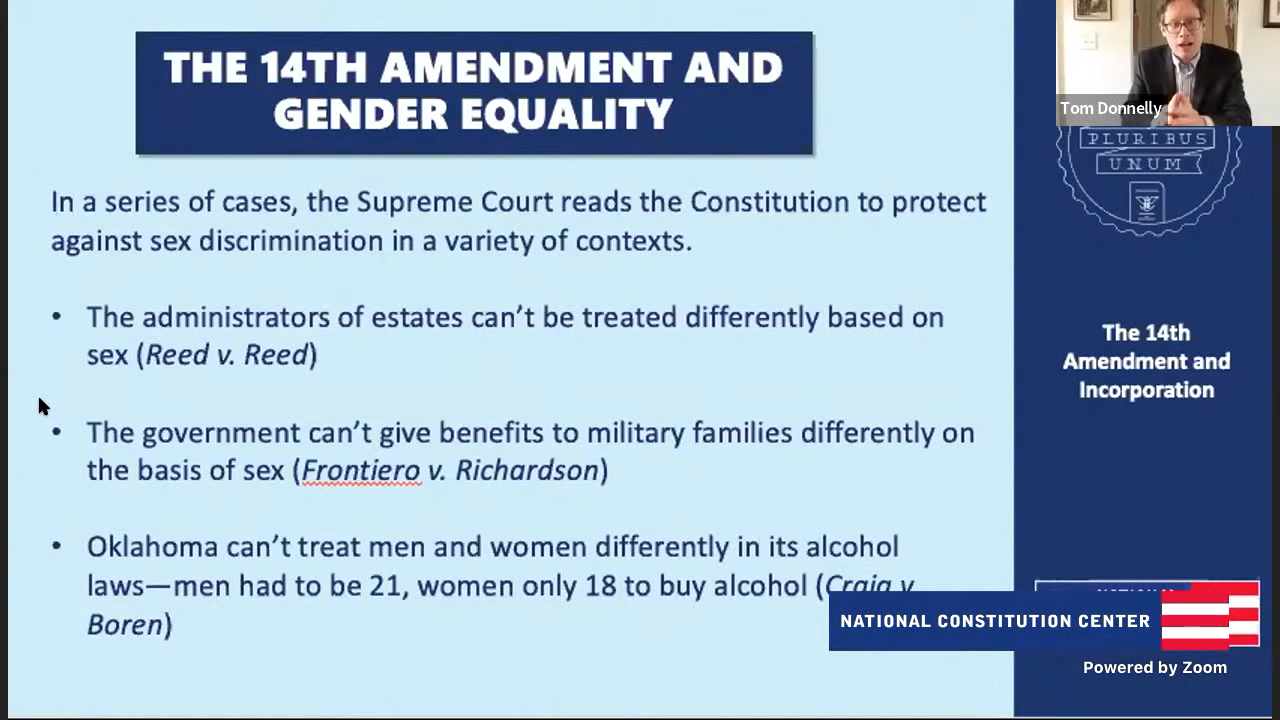 THE 14TH AMENDMENT AND
GENDER EQUALITY
In a series of cases, the Supreme Court reads the Constitution to protect
against sex discrimination in a variety of contexts.
• The administrators of estates can’t be treated differently based on
sex (Reed v. Reed)
• The government can’t give benefits to military families differently on
the basis of sex (Frontiero v. Richardson)
• Oklahoma can’t treat men and women differently in its alcohol
laws—men had to be 21, women only 18 to buy alcohol (Craig v
Boren)
Tom Donnelly
PLURIBUS
UNUM
The 14th
Amendment and
Incorporation
NATIONAL CONSTITUTION CENTER
Powered by Zoom